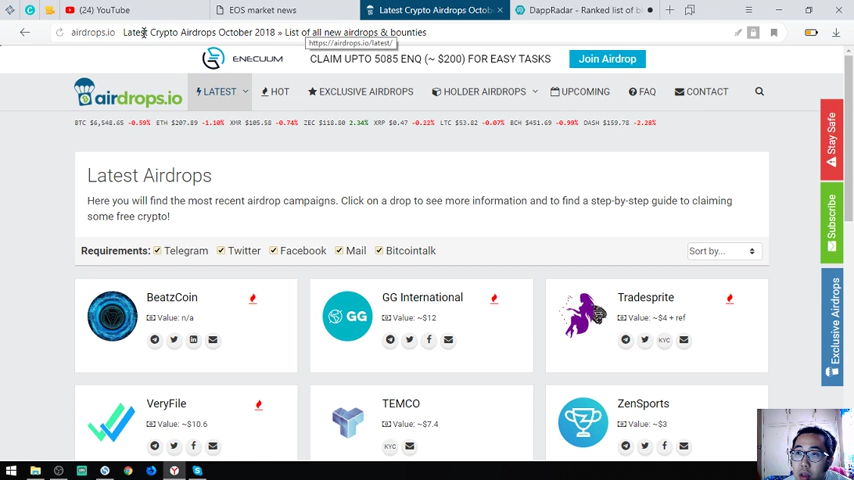 (24) YouTube
EOS market news
Latest Crypto Airdrops Octob
DappRadar - Ranked list of b
airdrops.io Latest Crypto Airdrops October 2018 » List of all new airdrops & bounties
https://airdrops.io/latest/
ENECUUM CLAIM UPTO 5085 ENQ (~ $200) FOR EASY TASKS Join Airdrop
airdrops.io
LATEST HOT EXCLUSIVE AIRDROPS HOLDER AIRDROPS UPCOMING FAQ CONTACT
BTC $6,548.65 -0.59% ETH $207.89 -1.10% XMR $105.58 -0.74% ZEC $118.80 2.34% XRP $0.47 -0.22% LTC $53.82 -0.07% BCH $451.69 -0.99% DASH $159.78 -2.28%
Stay Safe
Subscribe
Exclusive Airdrops
Latest Airdrops
Here you will find the most recent airdrop campaigns. Click on a drop to see more information and to find a step-by-step guide to claiming
some free crypto!
Requirements: Telegram Twitter Facebook Mail Bitcointalk Sort by...
BeatzCoin
Value: n/a
GG
GG International
Value: ~$12
Tradesprite
Value: ~$4 + ref
KYC
VeryFile
Value: ~$10.6
TEMCO
Value: ~$7.4
KYC
ZenSports
Value: ~$3